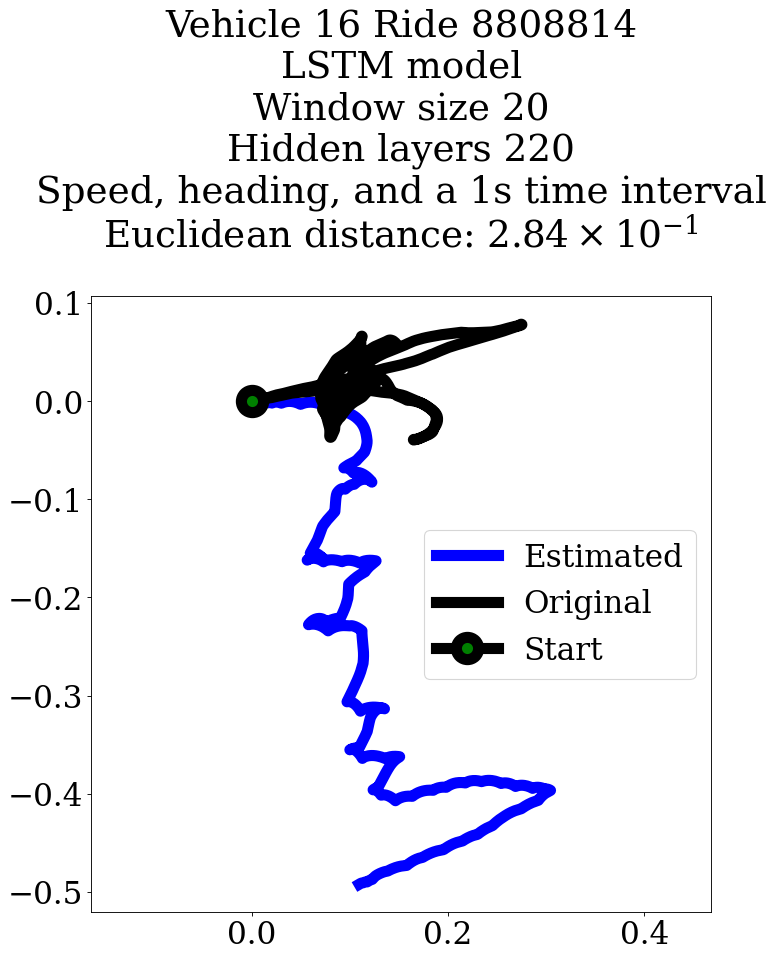 Vehicle 16 Ride 8808814
LSTM model
Window size 20
Hidden layers 220
Speed, heading, and a 1s time interval
Euclidean distance: 2.84 × 10⁻¹
0.1
0.0
−0.1
−0.2
−0.3
−0.4
−0.5
Estimated
Original
Start
0.0 0.2 0.4